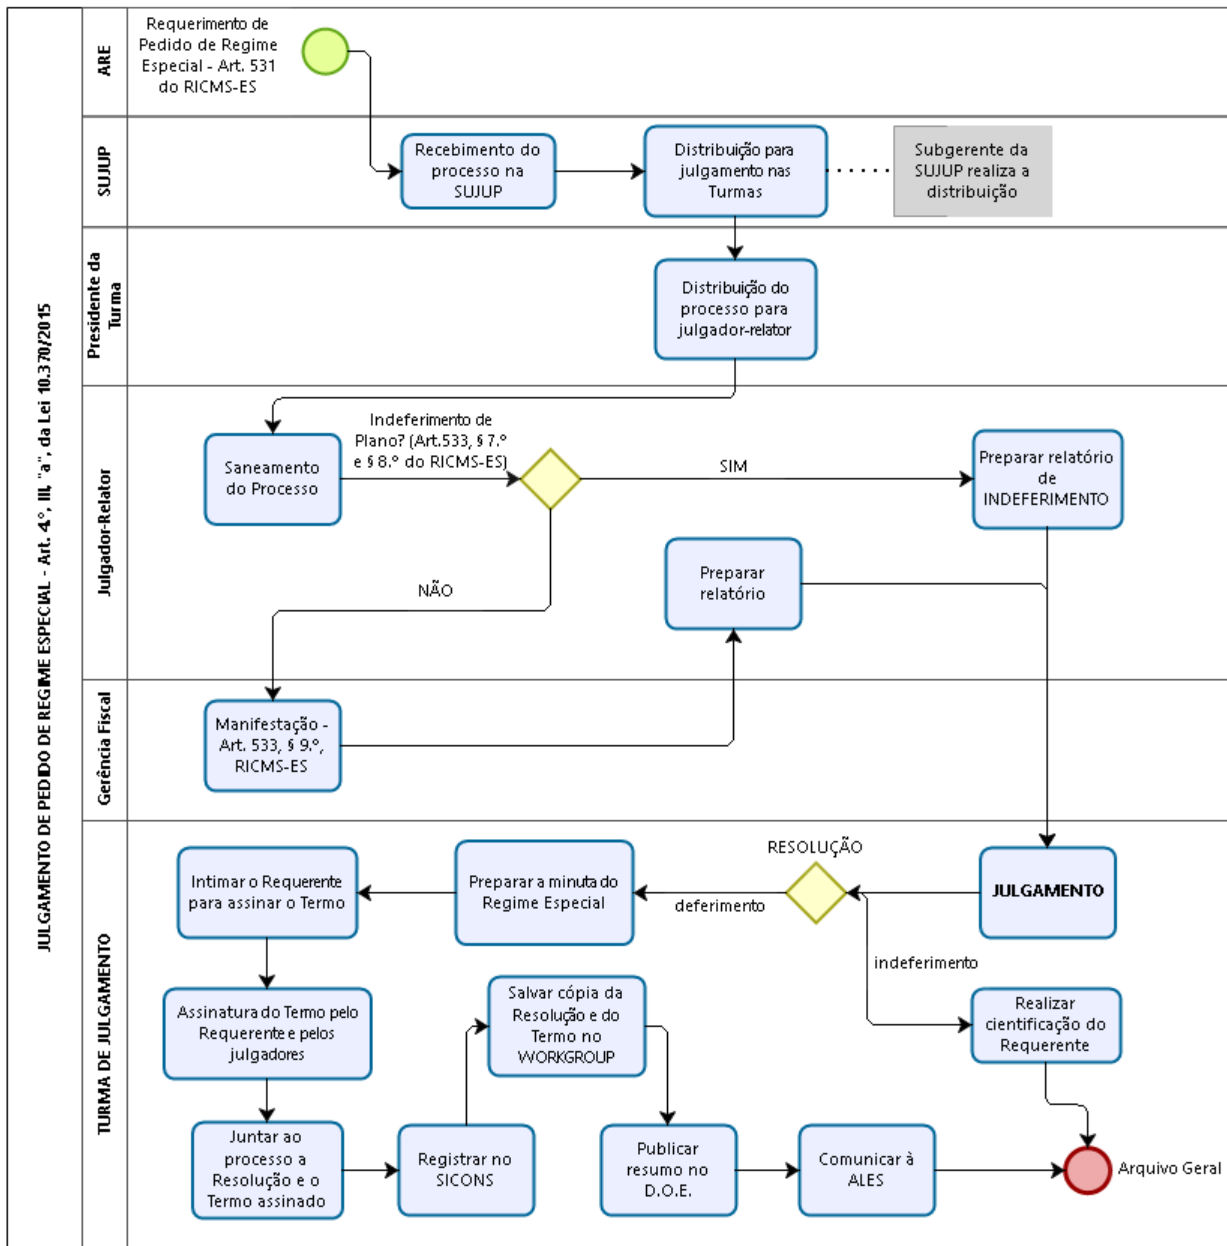 JULGAMENTO DE PEDIDO DE REGIME ESPECIAL - Art. 4.º, III, "a", da Lei 10.370/2015
ARE
Requerimento de
Pedido de Regime
Especial - Art. 531
do RICMS-ES
SUJUP
Recebimento do
processo na
SUJUP
Distribuição para
julgamento nas
Turmas
Subgerente da
SUJUP realiza a
distribuição
Presidente da
Turma
Distribuição do
processo para
julgador-relator
Julgador-Relator
Saneamento
do Processo
Indeferimento de
Plano? (Art.533, § 7.º
e § 8.º do RICMS-ES)
SIM
Preparar relatório
de
INDEFERIMENTO
NÃO
Preparar
relatório
Gerência Fiscal
Manifestação -
Art. 533, § 9.º,
RICMS-ES
TURMA DE JULGAMENTO
JULGAMENTO
RESOLUÇÃO
deferimento
indeferimento
Preparar a minuta do
Regime Especial
Intimar o Requerente
para assinar o Termo
Assinatura do Termo pelo
Requerente e pelos
julgadores
Juntar ao
processo a
Resolução e o
Termo assinado
Registrar no
SICONS
Salvar cópia da
Resolução e do
Termo no
WORKGROUP
Publicar
resumo no
D.O.E.
Comunicar à
ALES
Realizar
cientificação do
Requerente
Arquivo Geral